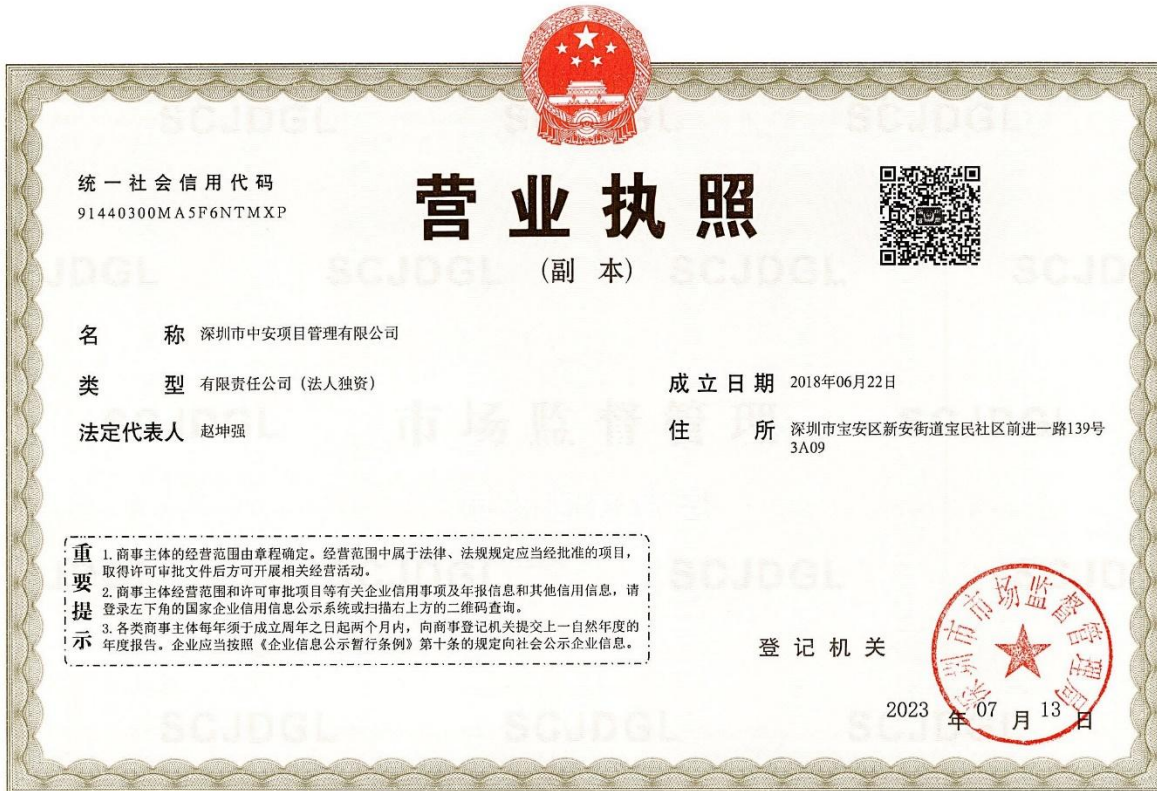 统一社会信用代码
91440300MA5F6NTMXP
营业执照
(副 本)
名 称 深圳市中安项目管理有限公司
类 型 有限责任公司（法人独资）
法定代表人 赵坤强
成立日期 2018年06月22日
住 所 深圳市宝安区新安街道宝民社区前进一路139号
3A09
重要提示
1. 商事主体的经营范围由章程确定。经营范围中属于法律、法规规定应当经批准的项目，
取得许可审批文件后方可开展相关经营活动。
2. 商事主体经营范围和许可审批项目等有关企业信用事项及年报信息和其他信用信息，请
登录左下角的国家企业信用信息公示系统或扫描右上方的二维码查询。
3. 各类商事主体每年须于成立周年之日起两个月内，向商事登记机关提交上一自然年度的
年度报告。企业应当按照《企业信息公示暂行条例》第十条的规定向社会公示企业信息。
登记机关
深圳市市场监督管理局
2023 年 07 月 13 日
SCJDGL
市场监督管理